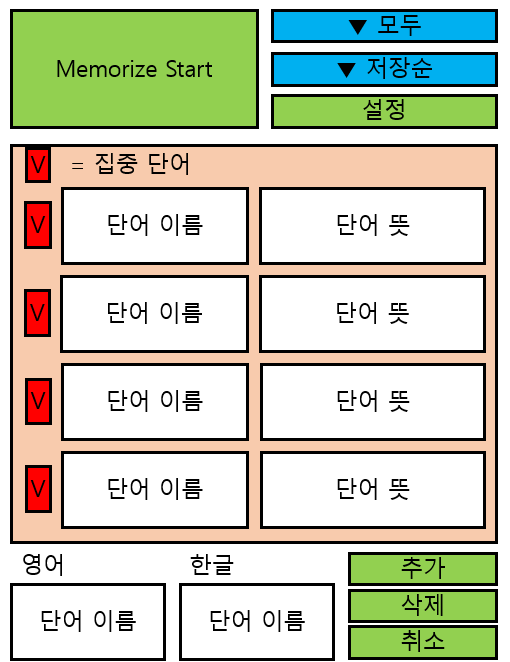 Memorize Start
▼ 모두
▼ 저장순
설정
V = 집중 단어
V 단어 이름 단어 뜻
V 단어 이름 단어 뜻
V 단어 이름 단어 뜻
V 단어 이름 단어 뜻
영어 한글
단어 이름 단어 이름
추가
삭제
취소